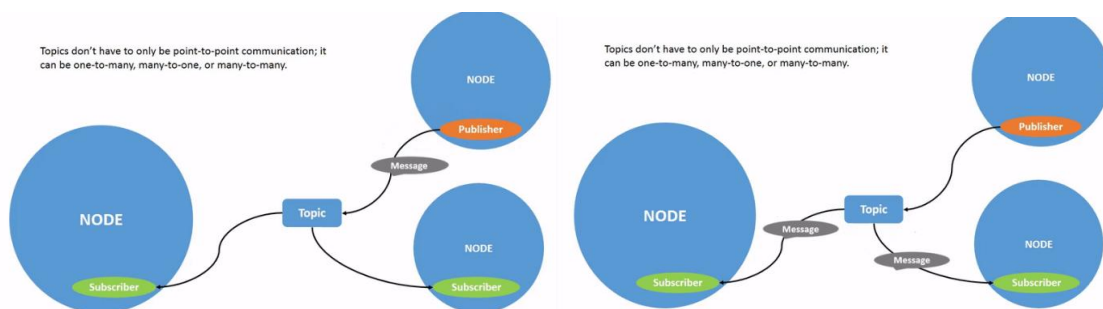 Topics don't have to only be point-to-point communication; it
can be one-to-many, many-to-one, or many-to-many.
NODE
Publisher
Message
NODE
Topic
NODE
Subscriber
Subscriber
Topics don't have to only be point-to-point communication; it
can be one-to-many, many-to-one, or many-to-many.
NODE
Publisher
NODE
Topic
Message
NODE
Message
Subscriber
Subscriber